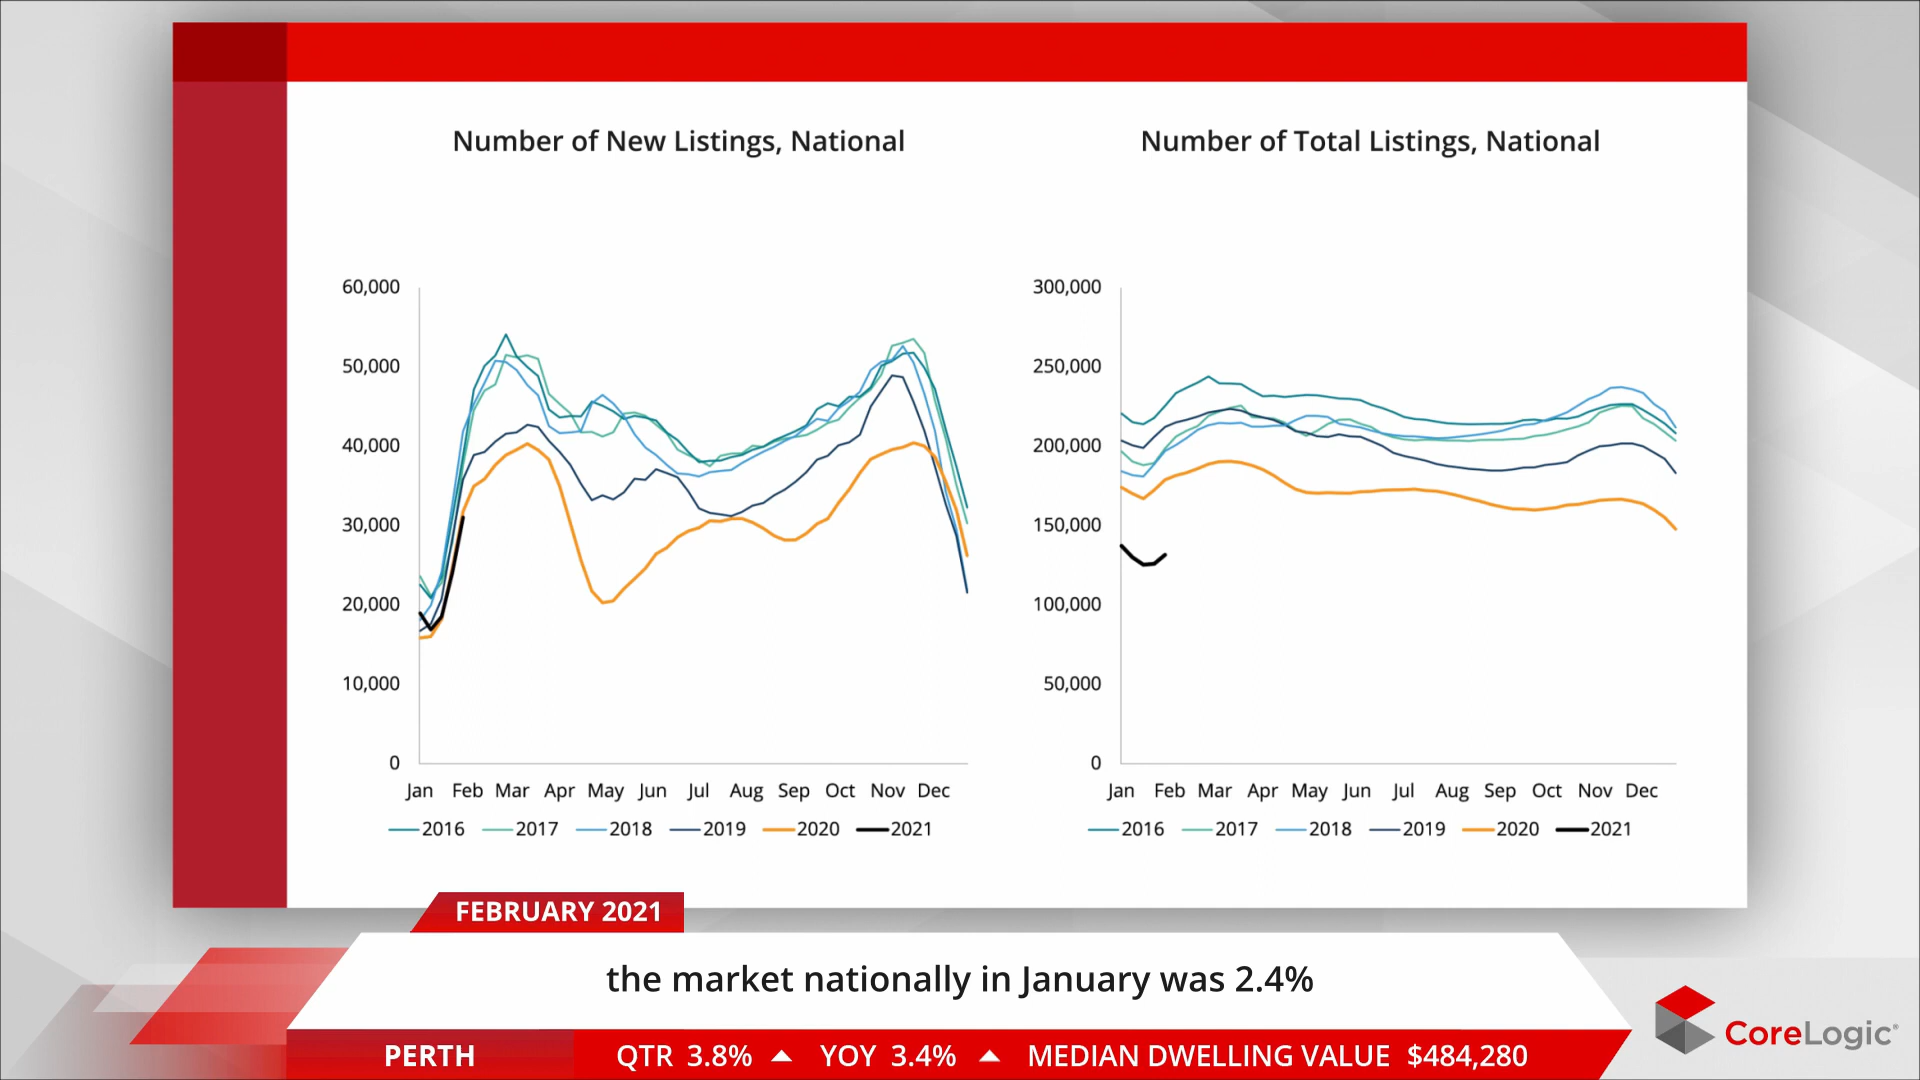 Number of New Listings, National
60,000
50,000
40,000
30,000
20,000
10,000
0
Jan Feb Mar Apr May Jun Jul Aug Sep Oct Nov Dec
2016 2017 2018 2019 2020 2021
Number of Total Listings, National
300,000
250,000
200,000
150,000
100,000
50,000
0
Jan Feb Mar Apr May Jun Jul Aug Sep Oct Nov Dec
2016 2017 2018 2019 2020 2021
FEBRUARY 2021
the market nationally in January was 2.4%
PERTH QTR 3.8% YOY 3.4% MEDIAN DWELLING VALUE $484,280
CoreLogic®